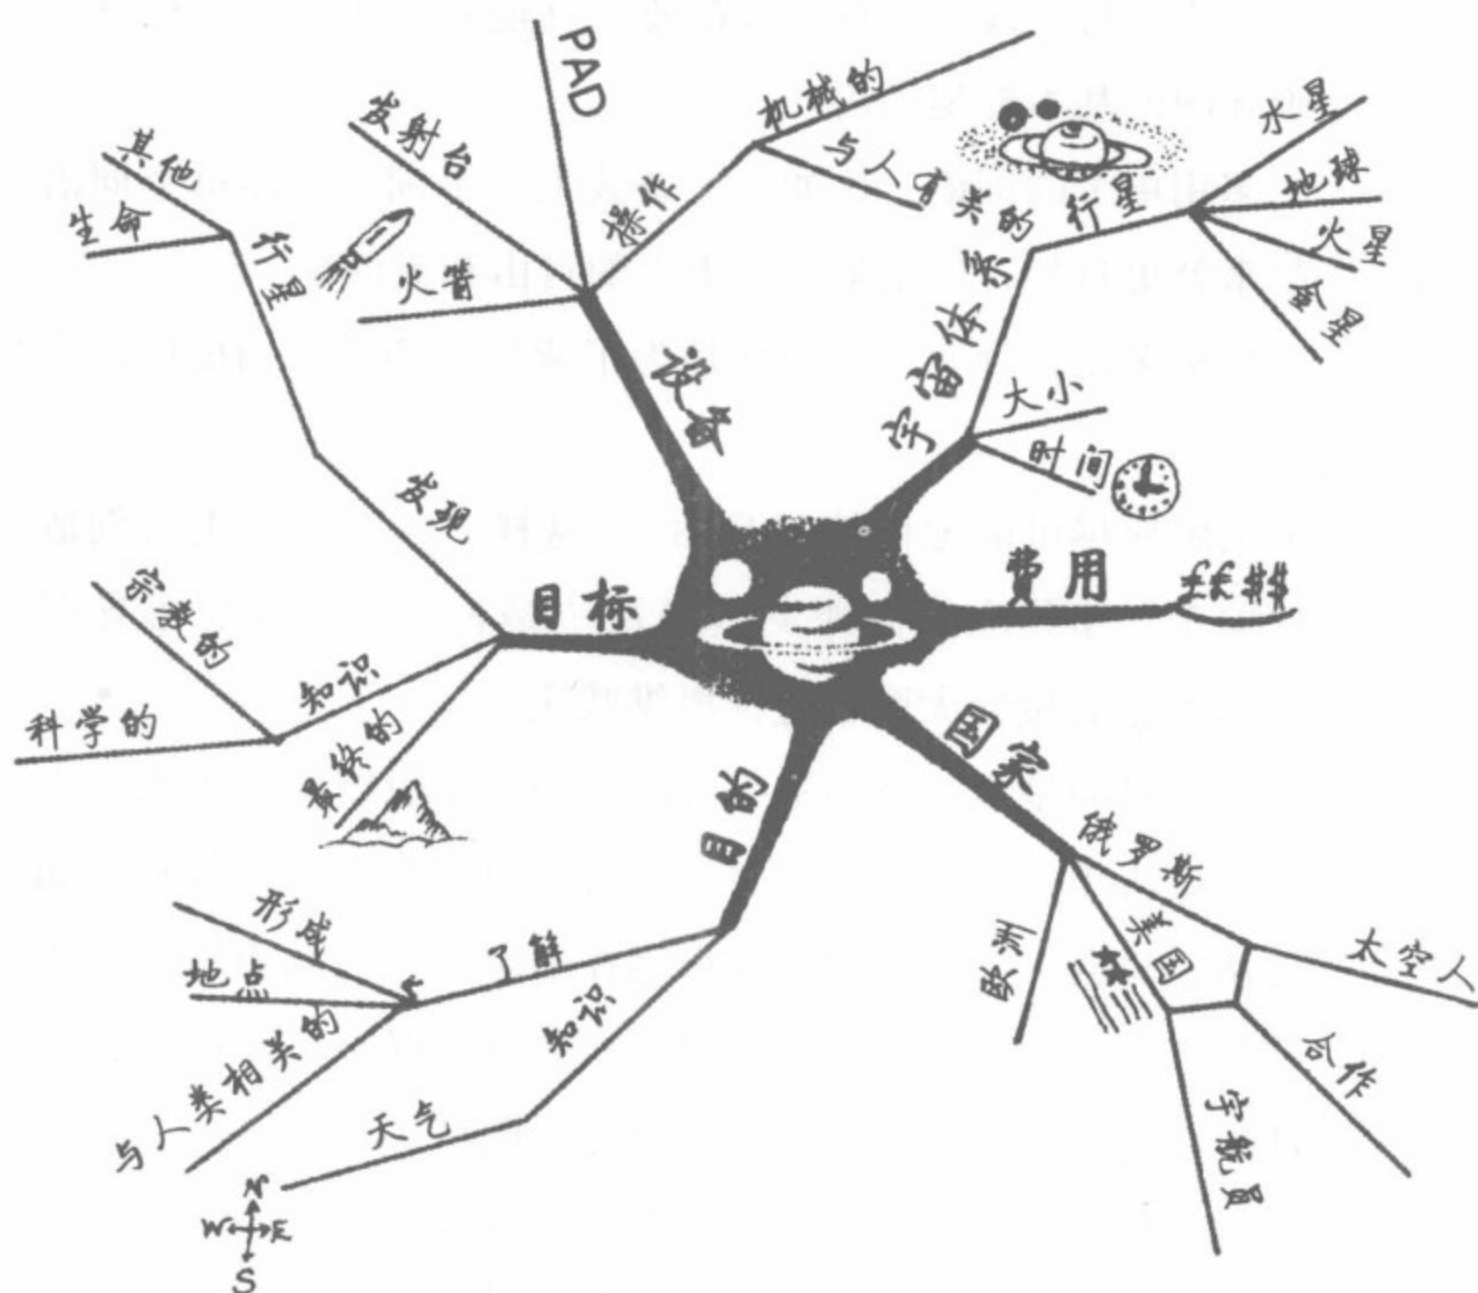 PAD
发射台
火箭
操作
机械的
与人有关的
设备
行星
水星
地球
火星
金星
宇宙体系
大小
时间
费用
££ $$
国家
俄罗斯
太空人
美国
合作
宇航员
欧洲
目的
了解
形成
地点
与人类相关的
知识
天气
N
W E
S
目标
发现
行星
其他
生命
知识
宗教的
科学的
最终的